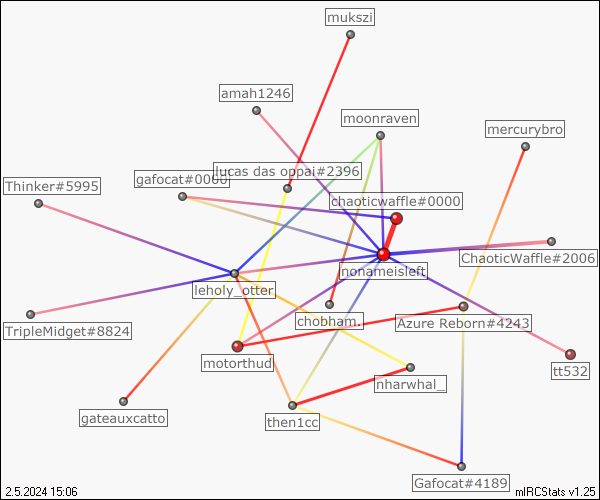 mukszi
amah1246
moonraven
mercurybro
lucas das oppai#2396
gafocat#0000
Thinker#5995
chaoticwaffle#0000
ChaoticWaffle#2006
nonameisleft
leholy_otter
chobham.
Azure Reborn#4243
TripleMidget#8824
motorthud
tt532
nharwhal_
gateauxcatto
then1cc
Gafocat#4189
2.5.2024 15:06
mIRCStats v1.25